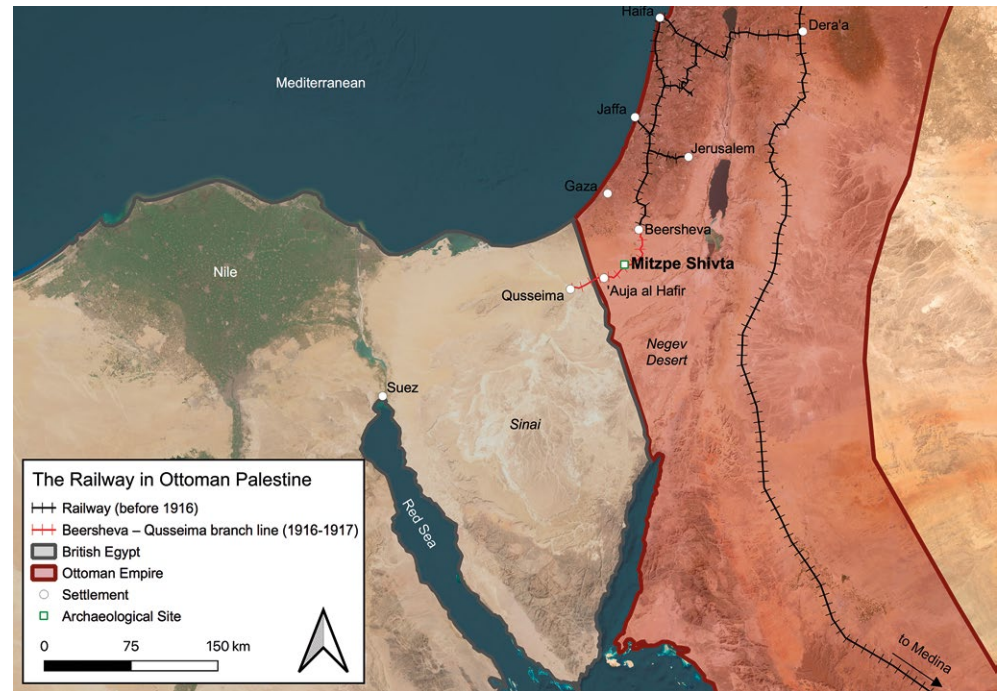 Haifa
Dera'a
Mediterranean
Jaffa
Jerusalem
Gaza
Beersheva
Mitzpe Shivta
Nile
Qusseima
'Auja al Hafir
Negev
Desert
Suez
Sinai
Red Sea
to Medina
The Railway in Ottoman Palestine
Railway (before 1916)
Beersheva – Qusseima branch line (1916-1917)
British Egypt
Ottoman Empire
Settlement
Archaeological Site
0 75 150 km